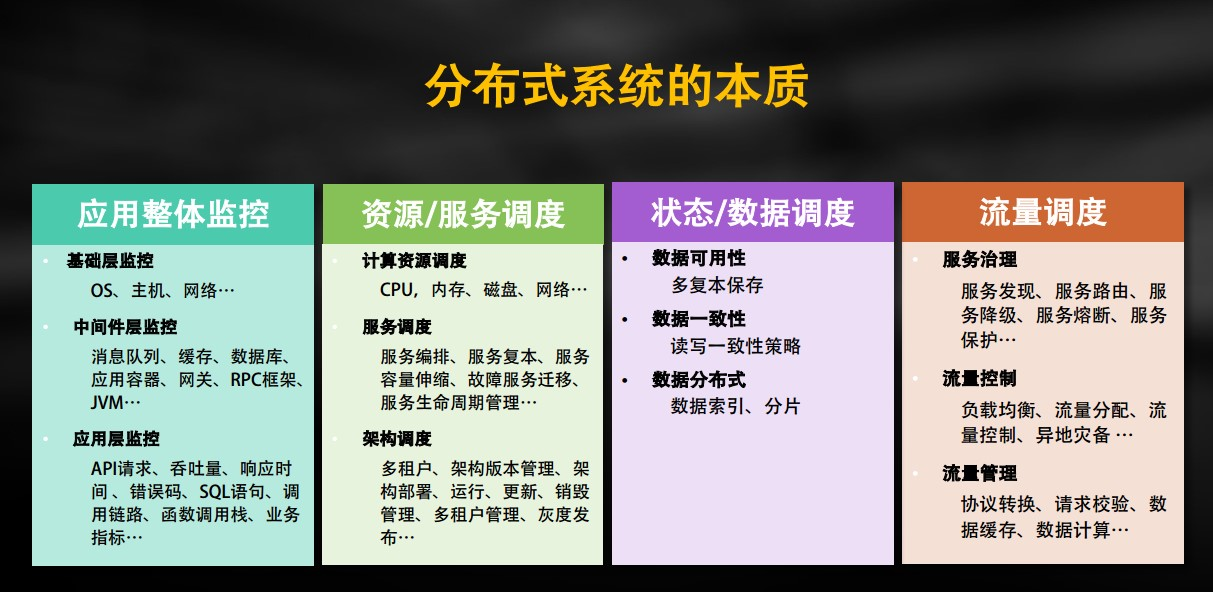 分布式系统的本质
应用整体监控
• 基础层监控
OS、主机、网络…
• 中间件层监控
消息队列、缓存、数据库、
应用容器、网关、RPC框架、
JVM…
• 应用层监控
API请求、吞吐量、响应时
间 、错误码、SQL语句、调
用链路、函数调用栈、业务
指标…
资源/服务调度
• 计算资源调度
CPU，内存、磁盘、网络…
• 服务调度
服务编排、服务复本、服务
容量伸缩、故障服务迁移、
服务生命周期管理…
• 架构调度
多租户、架构版本管理、架
构部署、运行、更新、销毁
管理、多租户管理、灰度发
布…
状态/数据调度
• 数据可用性
多复本保存
• 数据一致性
读写一致性策略
• 数据分布式
数据索引、分片
流量调度
• 服务治理
服务发现、服务路由、服
务降级、服务熔断、服务
保护…
• 流量控制
负载均衡、流量分配、流
量控制、异地灾备 …
• 流量管理
协议转换、请求校验、数
据缓存、数据计算…